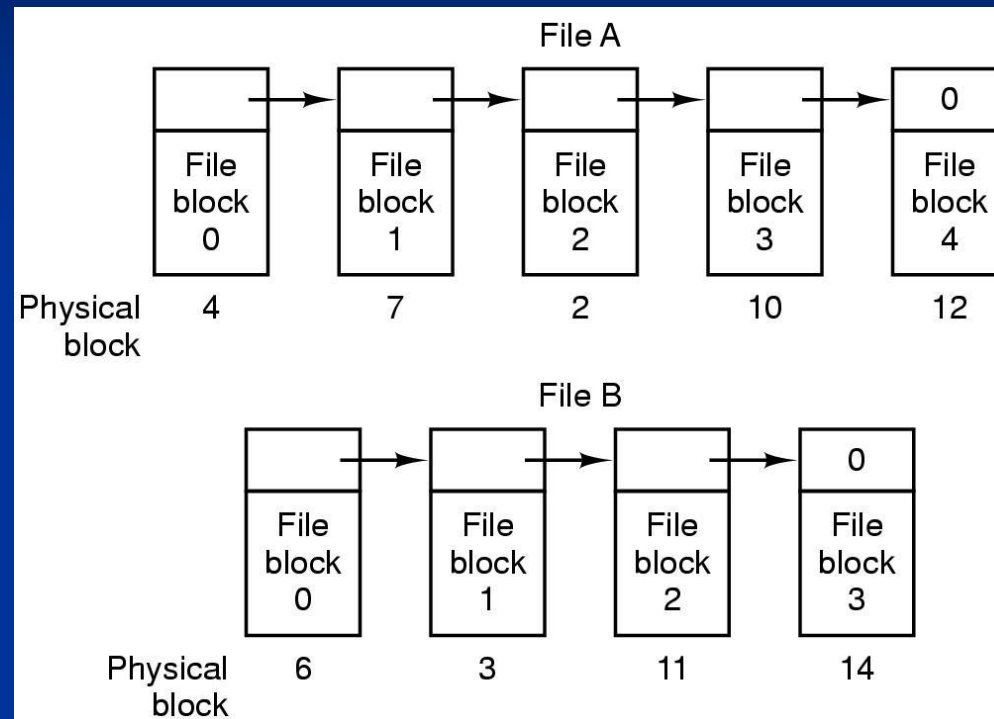 File A
0
File File File File File
block block block block block
0 1 2 3 4
Physical 4 7 2 10 12
block
File B
0
File File File File
block block block block
0 1 2 3
Physical 6 3 11 14
block